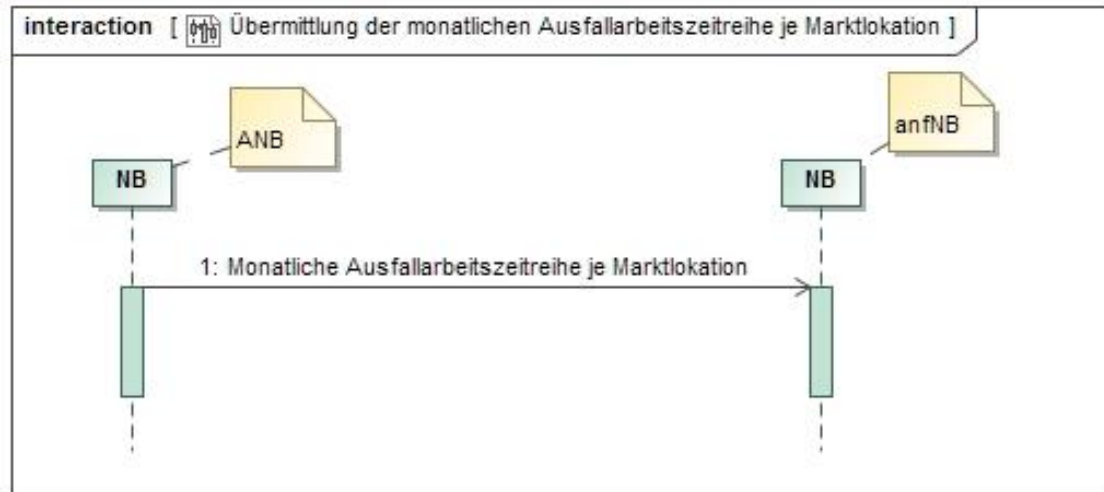 interaction [ Übermittlung der monatlichen Ausfallarbeitszeitreihe je Marktlokation ]
ANB
anfNB
NB
NB
1: Monatliche Ausfallarbeitszeitreihe je Marktlokation